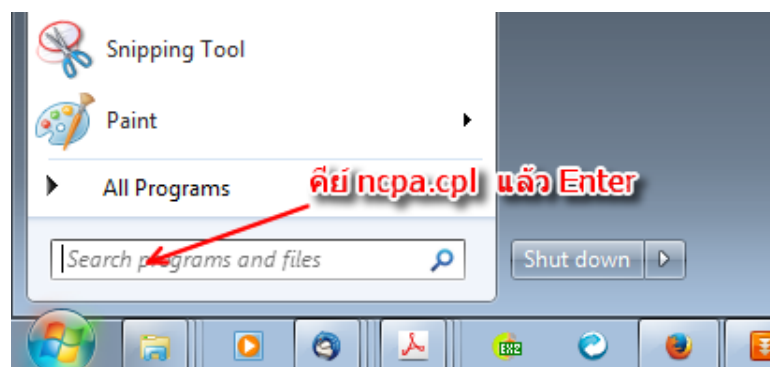 Snipping Tool
Paint
All Programs
คีย์ ncpa.cpl แล้ว Enter
Search programs and files
Shut down
EX2